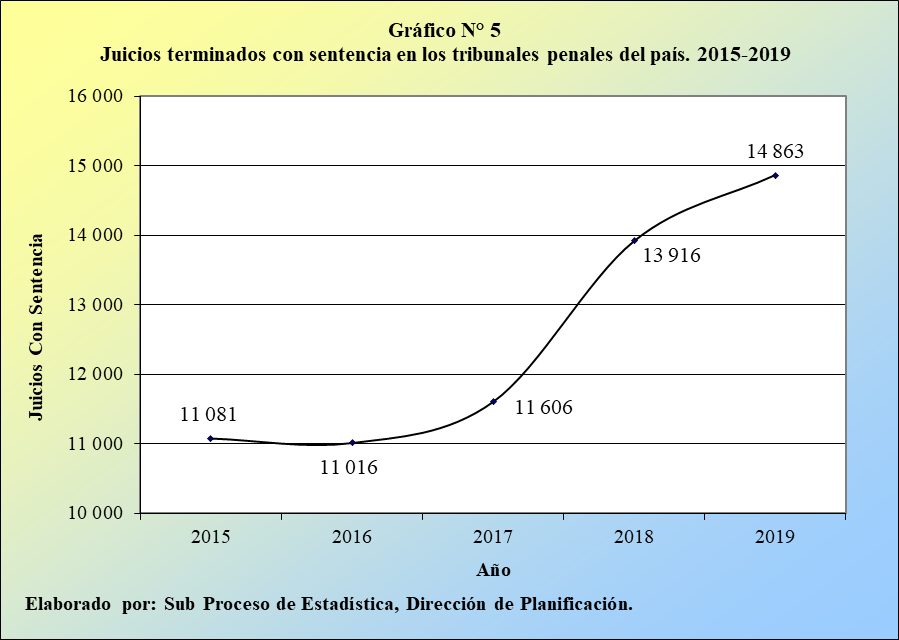 Gráfico N° 5
Juicios terminados con sentencia en los tribunales penales del país. 2015-2019
16 000
15 000
14 000
13 000
12 000
11 000
10 000
Juicios Con Sentencia
11 081
11 016
11 606
13 916
14 863
2015 2016 2017 2018 2019
Año
Elaborado por: Sub Proceso de Estadística, Dirección de Planificación.